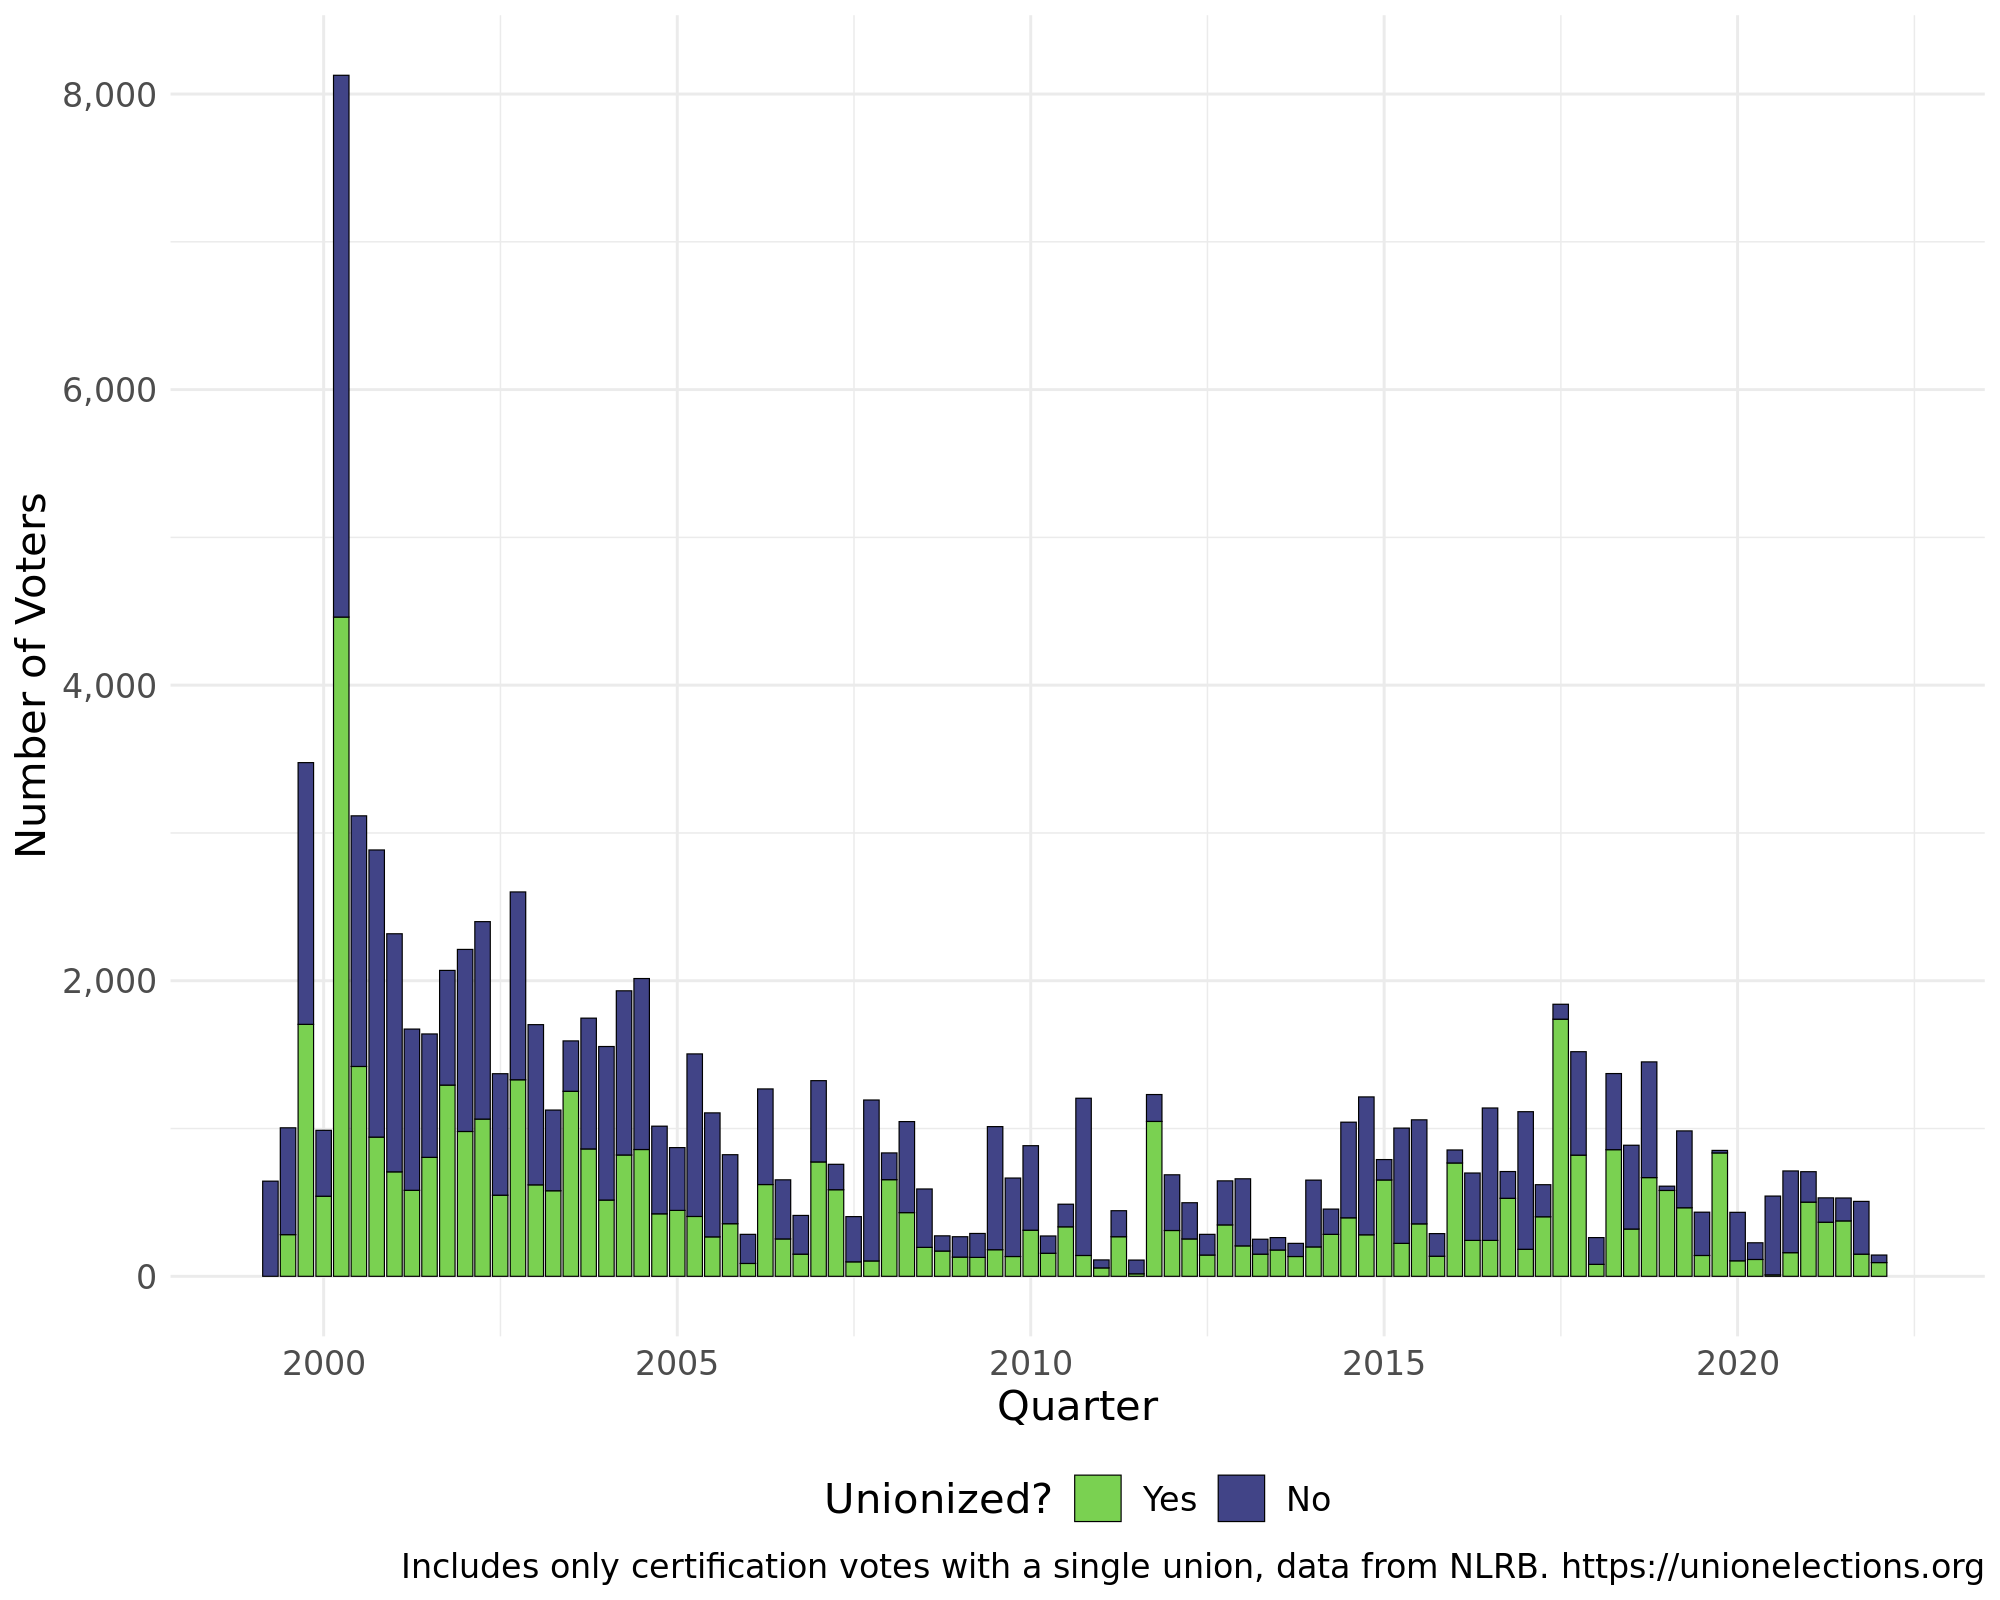 8,000
6,000
4,000
2,000
0
Number of Voters
2000 2005 2010 2015 2020
Quarter
Unionized? Yes No
Includes only certification votes with a single union, data from NLRB. https://unionelections.org